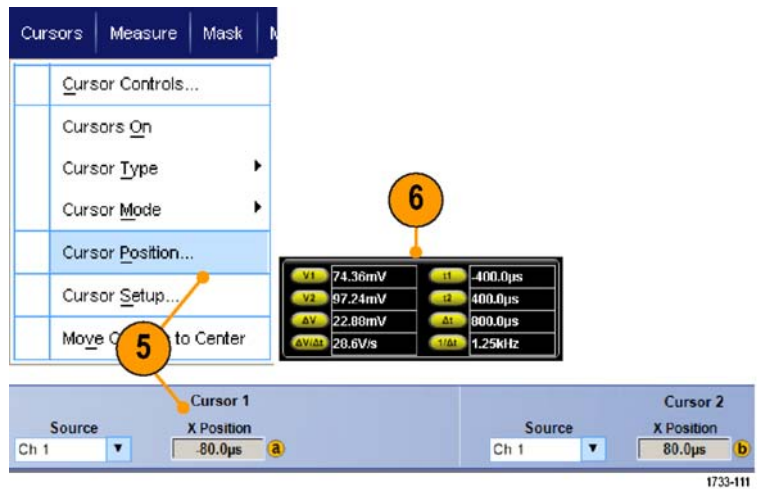 Cursors Measure Mask
Cursor Controls...
Cursors On
Cursor Type
Cursor Mode
Cursor Position...
Cursor Setup...
Move to Center
5
6
V1 74.36mV t1 -400.0µs
V2 97.24mV t2 400.0µs
ΔV 22.88mV Δt 800.0µs
ΔV/Δt 28.6V/s 1/Δt 1.25kHz
Cursor 1 Cursor 2
Source X Position Source X Position
Ch 1 -80.0µs a Ch 1 80.0µs b
1733-111